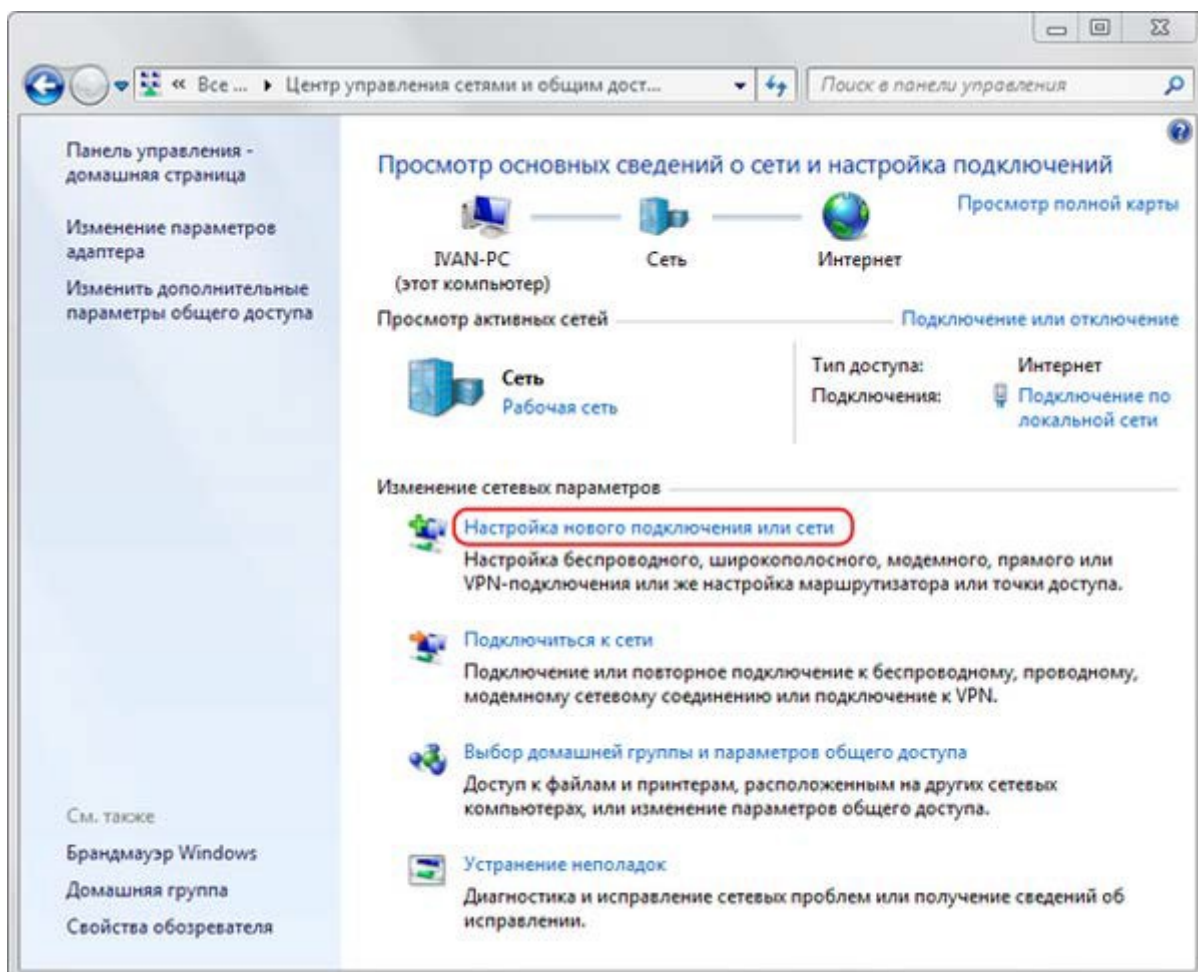 « Все ... ▸ Центр управления сетями и общим дост...
Поиск в панели управления
Панель управления -
домашняя страница
Изменение параметров
адаптера
Изменить дополнительные
параметры общего доступа
См. также
Брандмауэр Windows
Домашняя группа
Свойства обозревателя
Просмотр основных сведений о сети и настройка подключений
Просмотр полной карты
IVAN-PC
(этот компьютер)
Сеть
Интернет
Просмотр активных сетей
Подключение или отключение
Сеть
Рабочая сеть
Тип доступа: Интернет
Подключения: Подключение по
локальной сети
Изменение сетевых параметров
Настройка нового подключения или сети
Настройка беспроводного, широкополосного, модемного, прямого или
VPN-подключения или же настройка маршрутизатора или точки доступа.
Подключиться к сети
Подключение или повторное подключение к беспроводному, проводному,
модемному сетевому соединению или подключение к VPN.
Выбор домашней группы и параметров общего доступа
Доступ к файлам и принтерам, расположенным на других сетевых
компьютерах, или изменение параметров общего доступа.
Устранение неполадок
Диагностика и исправление сетевых проблем или получение сведений об
исправлении.